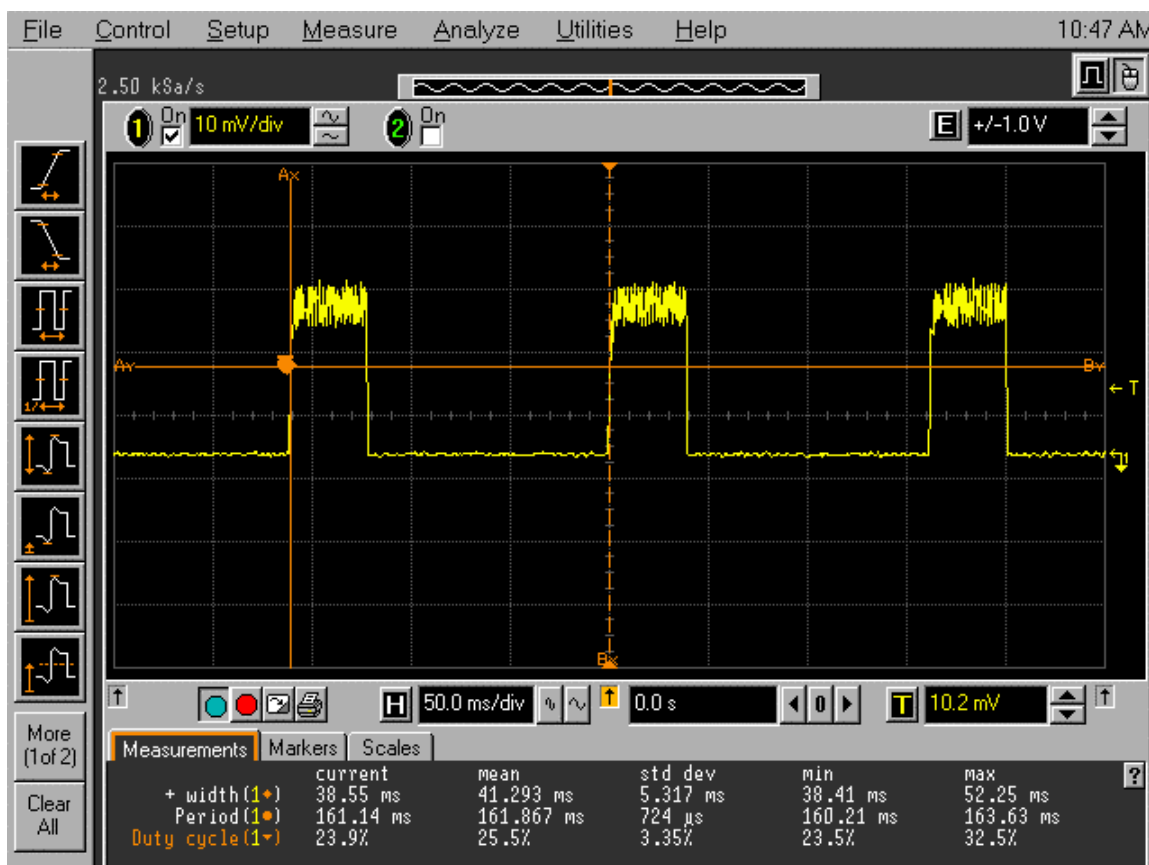 File Control Setup Measure Analyze Utilities Help 10:47 AM
2.50 kSa/s
1 On 10 mV/div 2 On E +/-1.0 V
Ax
Ay By
T
1
Bx
1/
More
(1of 2)
Clear
All
H 50.0 ms/div T 0.0 s 0 T 10.2 mV
Measurements Markers Scales
current mean std dev min max
+ width(1) 38.55 ms 41.293 ms 5.317 ms 38.41 ms 52.25 ms
Period(1) 161.14 ms 161.867 ms 724 µs 160.21 ms 163.63 ms
Duty cycle(1) 23.9% 25.5% 3.35% 23.5% 32.5%
?